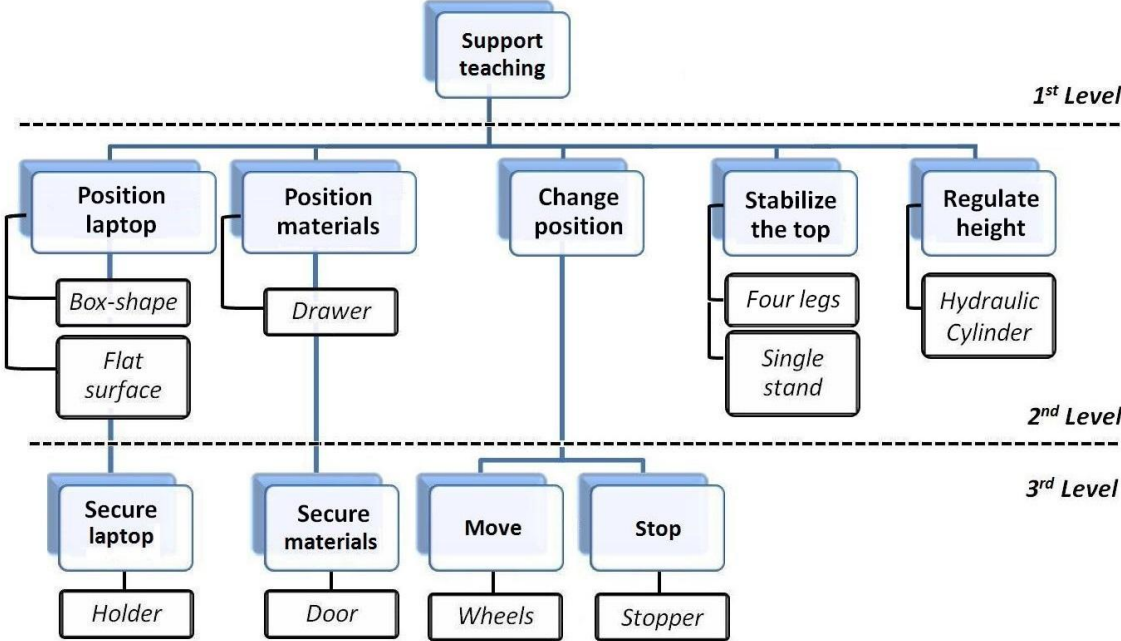 Support
teaching
1st Level
Position
laptop
Position
materials
Change
position
Stabilize
the top
Regulate
height
Box-shape
Drawer
Four legs
Hydraulic
Cylinder
Flat
surface
Single
stand
2nd Level
3rd Level
Secure
laptop
Secure
materials
Move
Stop
Holder
Door
Wheels
Stopper